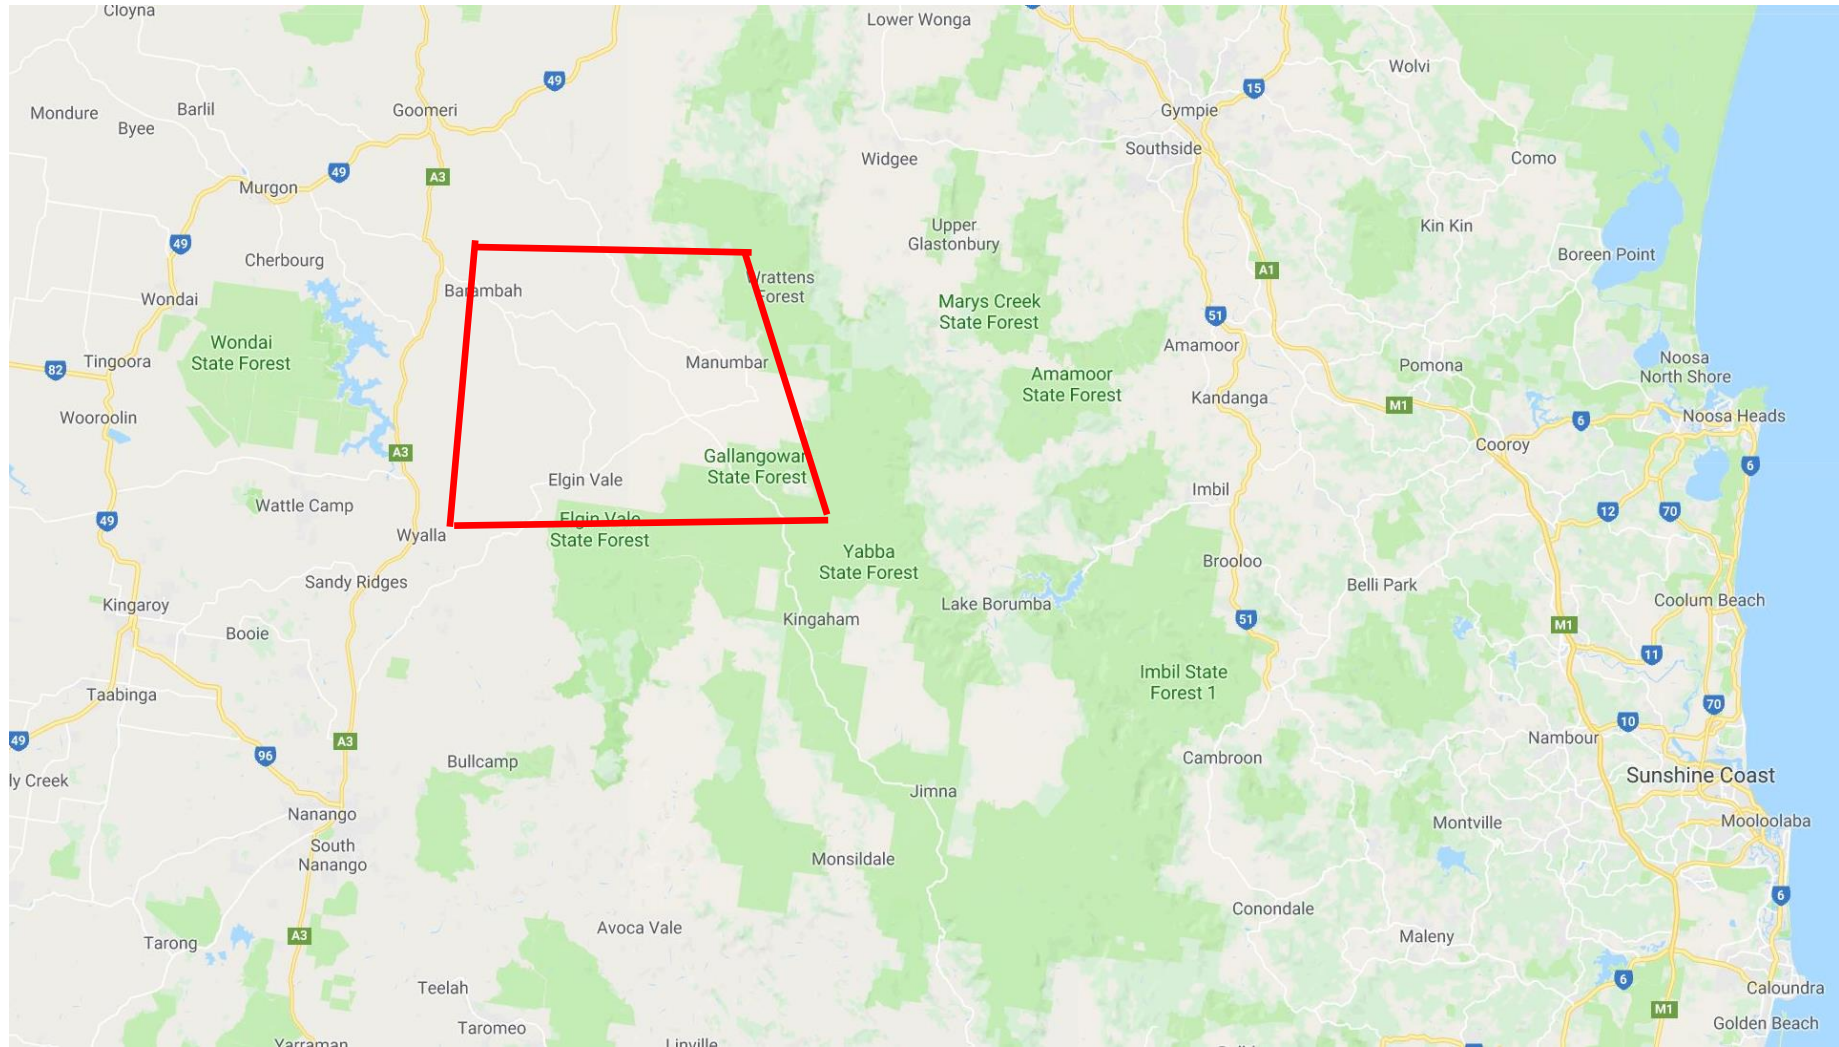 Cloyna
Lower Wonga
Wolvi
49
15
Mondure
Barlil
Goomeri
Gympie
Byee
Southside
Widgee
Como
49
A3
Murgon
Upper
Glastonbury
Kin Kin
49
Cherbourg
Boreen Point
A1
Wrattens
Forest
Barambah
Wondai
Marys Creek
State Forest
51
Wondai
State Forest
Amamoor
Tingoora
82
Manumbar
Pomona
Noosa
North Shore
Amamoor
State Forest
Kandanga
M1
Wooroolin
6
Noosa Heads
Cooroy
A3
Gallangowan
State Forest
6
Elgin Vale
Imbil
Wattle Camp
49
12
70
Elgin Vale
State Forest
Wyalla
Yabba
State Forest
Brooloo
Sandy Ridges
Belli Park
Kingaroy
Lake Borumba
Coolum Beach
Kingaham
51
M1
Booie
11
Imbil State
Forest 1
Taabinga
70
10
49
A3
Nambour
96
Bullcamp
Cambroon
Sunshine Coast
ly Creek
Jimna
Nanango
Montville
Mooloolaba
South
Nanango
Monsildale
6
Conondale
Avoca Vale
A3
Maleny
Tarong
6
Teelah
Caloundra
M1
Taromeo
Golden Beach
Yarraman
Linville